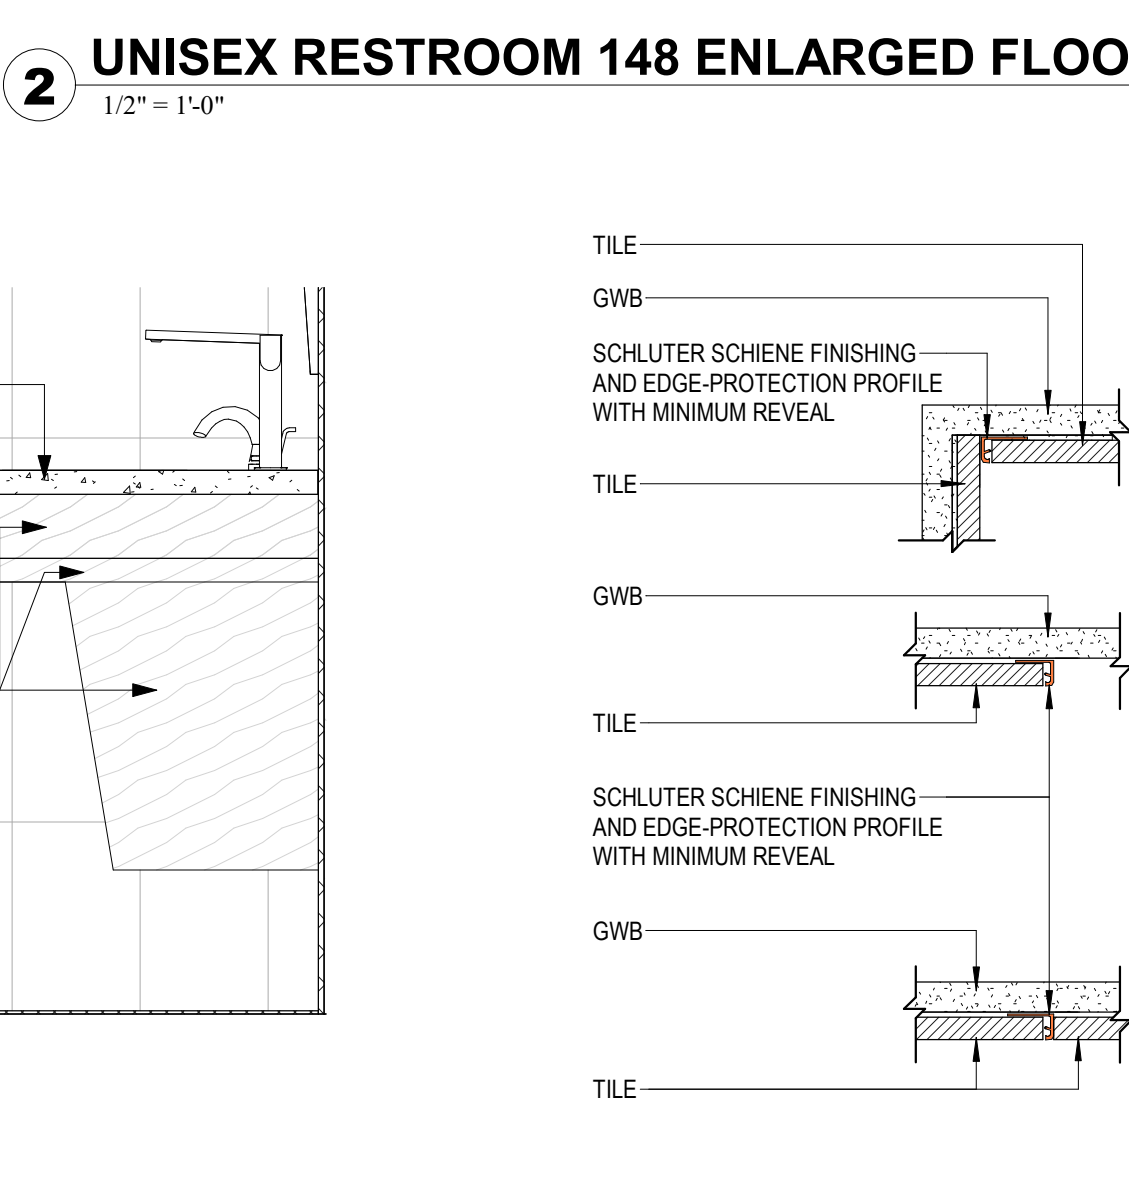 2
UNISEX RESTROOM 148 ENLARGED FLOO
1/2" = 1'-0"
TILE
GWB
SCHLUTER SCHIENE FINISHING
AND EDGE-PROTECTION PROFILE
WITH MINIMUM REVEAL
TILE
GWB
TILE
SCHLUTER SCHIENE FINISHING
AND EDGE-PROTECTION PROFILE
WITH MINIMUM REVEAL
GWB
TILE